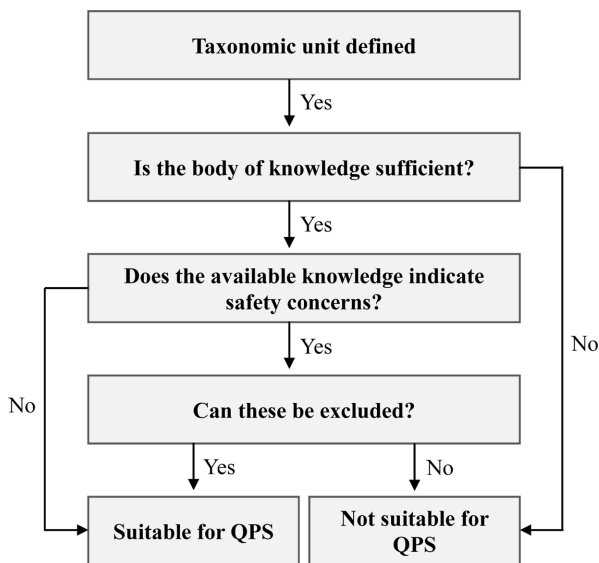 Taxonomic unit defined
Yes
Is the body of knowledge sufficient?
Yes
Does the available knowledge indicate
safety concerns?
Yes
No
No
Can these be excluded?
Yes
No
Suitable for QPS
Not suitable for
QPS